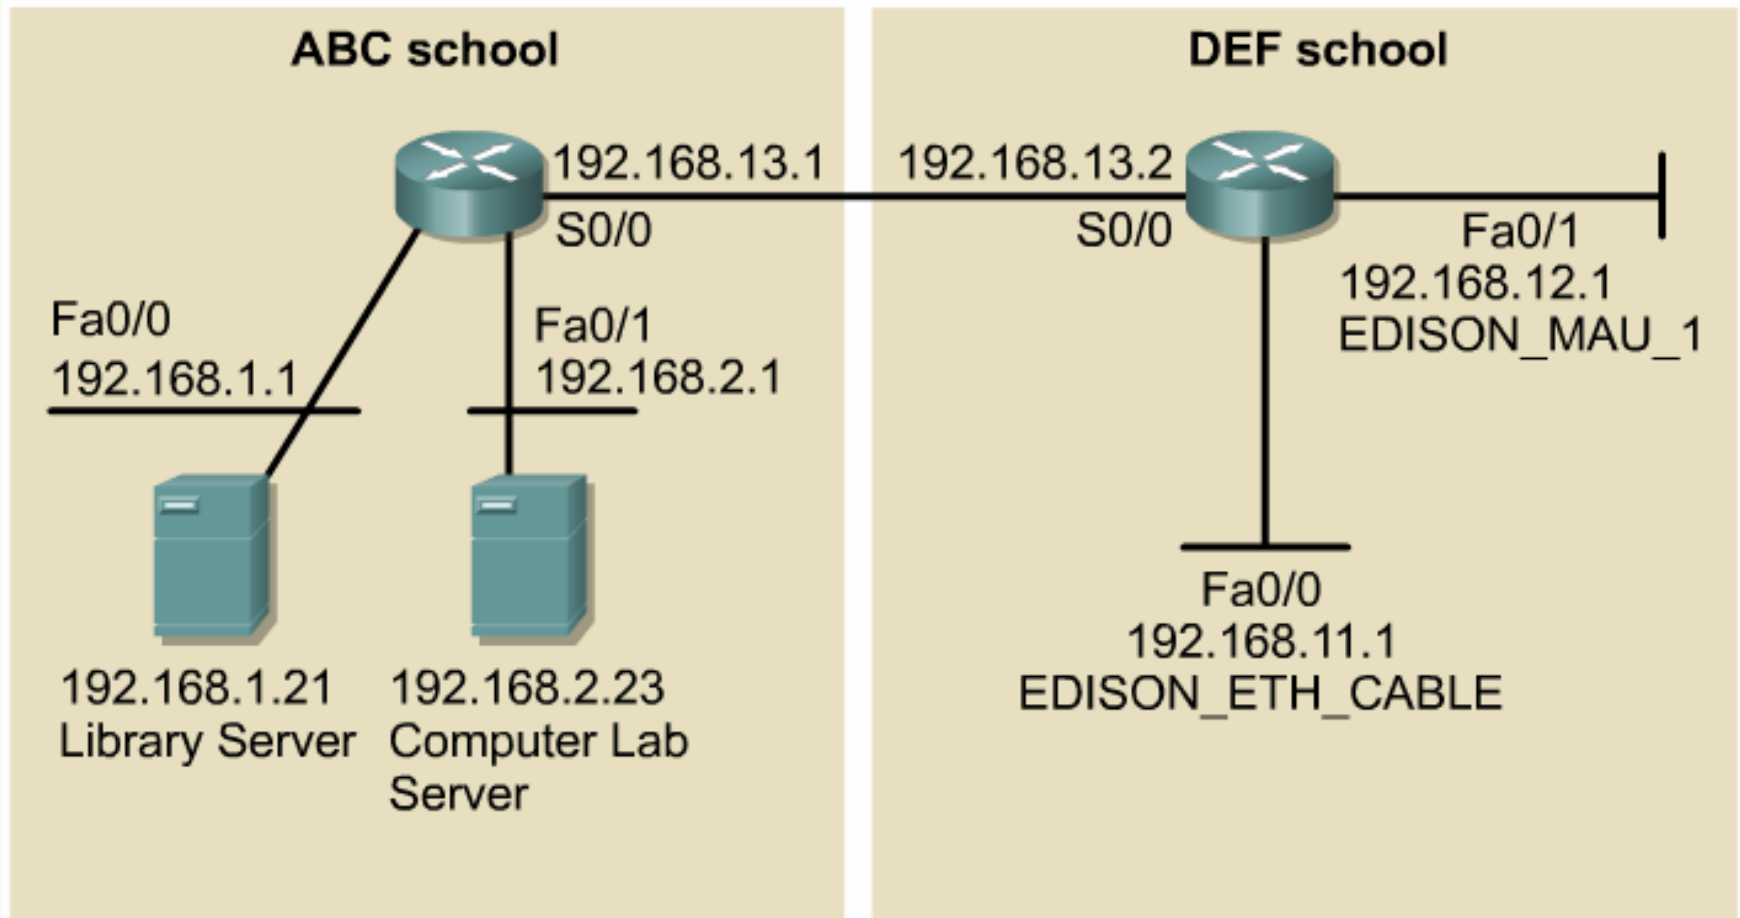 ABC school
192.168.13.1
S0/0
Fa0/0
192.168.1.1
Fa0/1
192.168.2.1
192.168.1.21
Library Server
192.168.2.23
Computer Lab
Server
DEF school
192.168.13.2
S0/0
Fa0/1
192.168.12.1
EDISON_MAU_1
Fa0/0
192.168.11.1
EDISON_ETH_CABLE